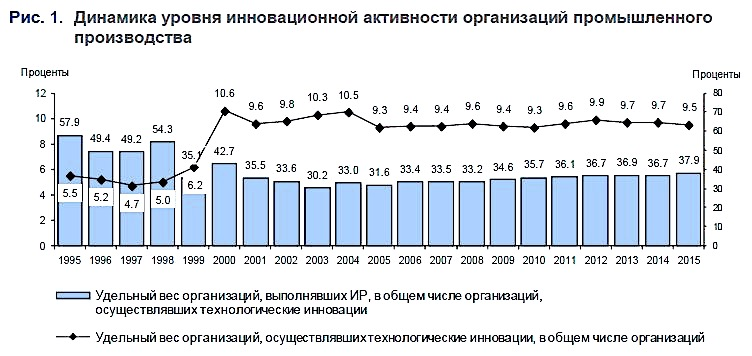 Рис. 1. Динамика уровня инновационной активности организаций промышленного
производства
Проценты Проценты
12 10.6 80
10 57.9 49.4 49.2 54.3 9.6 9.8 10.3 10.5 9.3 9.4 9.4 9.6 9.4 9.3 9.6 9.9 9.7 9.7 9.5 70
60
8 35.1 42.7 50
6 35.5 33.6 30.2 33.0 31.6 33.4 33.5 33.2 34.6 35.7 36.1 36.7 36.9 36.7 37.9 40
4 5.5 5.2 4.7 5.0 6.2 30
20
2 10
0 0
1995 1996 1997 1998 1999 2000 2001 2002 2003 2004 2005 2006 2007 2008 2009 2010 2011 2012 2013 2014 2015
Удельный вес организаций, выполнявших ИР, в общем числе организаций,
осуществлявших технологические инновации
Удельный вес организаций, осуществлявших технологические инновации, в общем числе организаций